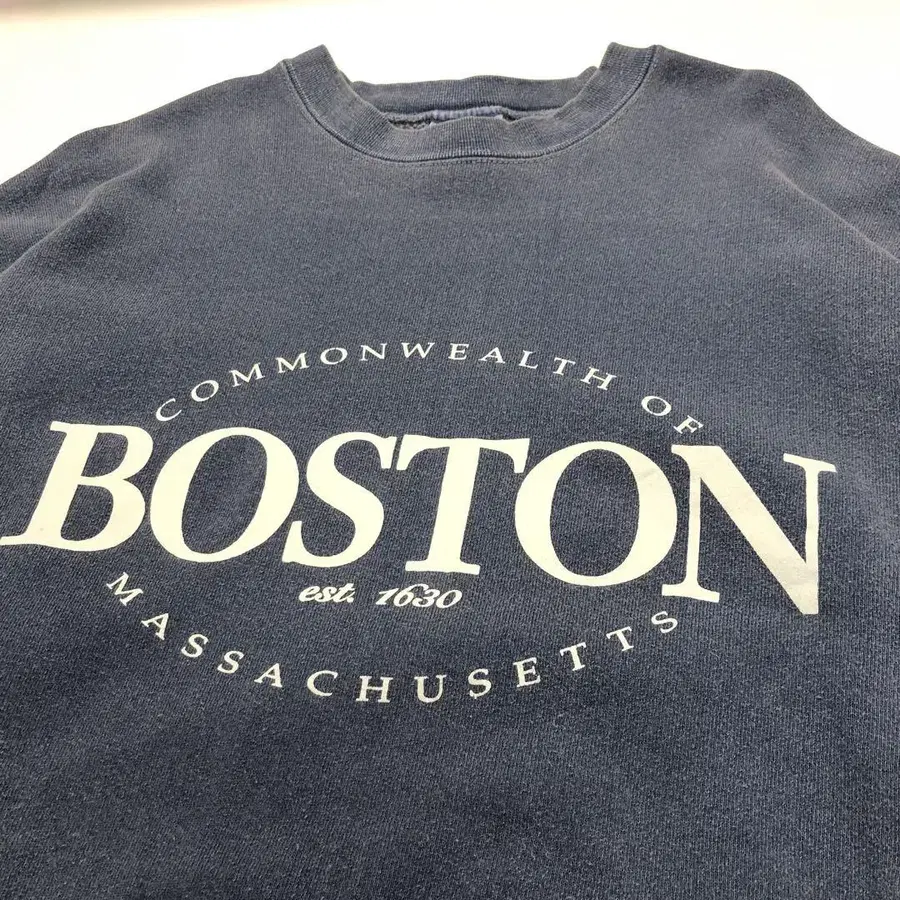 COMMONWEALTH OF
BOSTON
est. 1630
MASSACHUSETTS